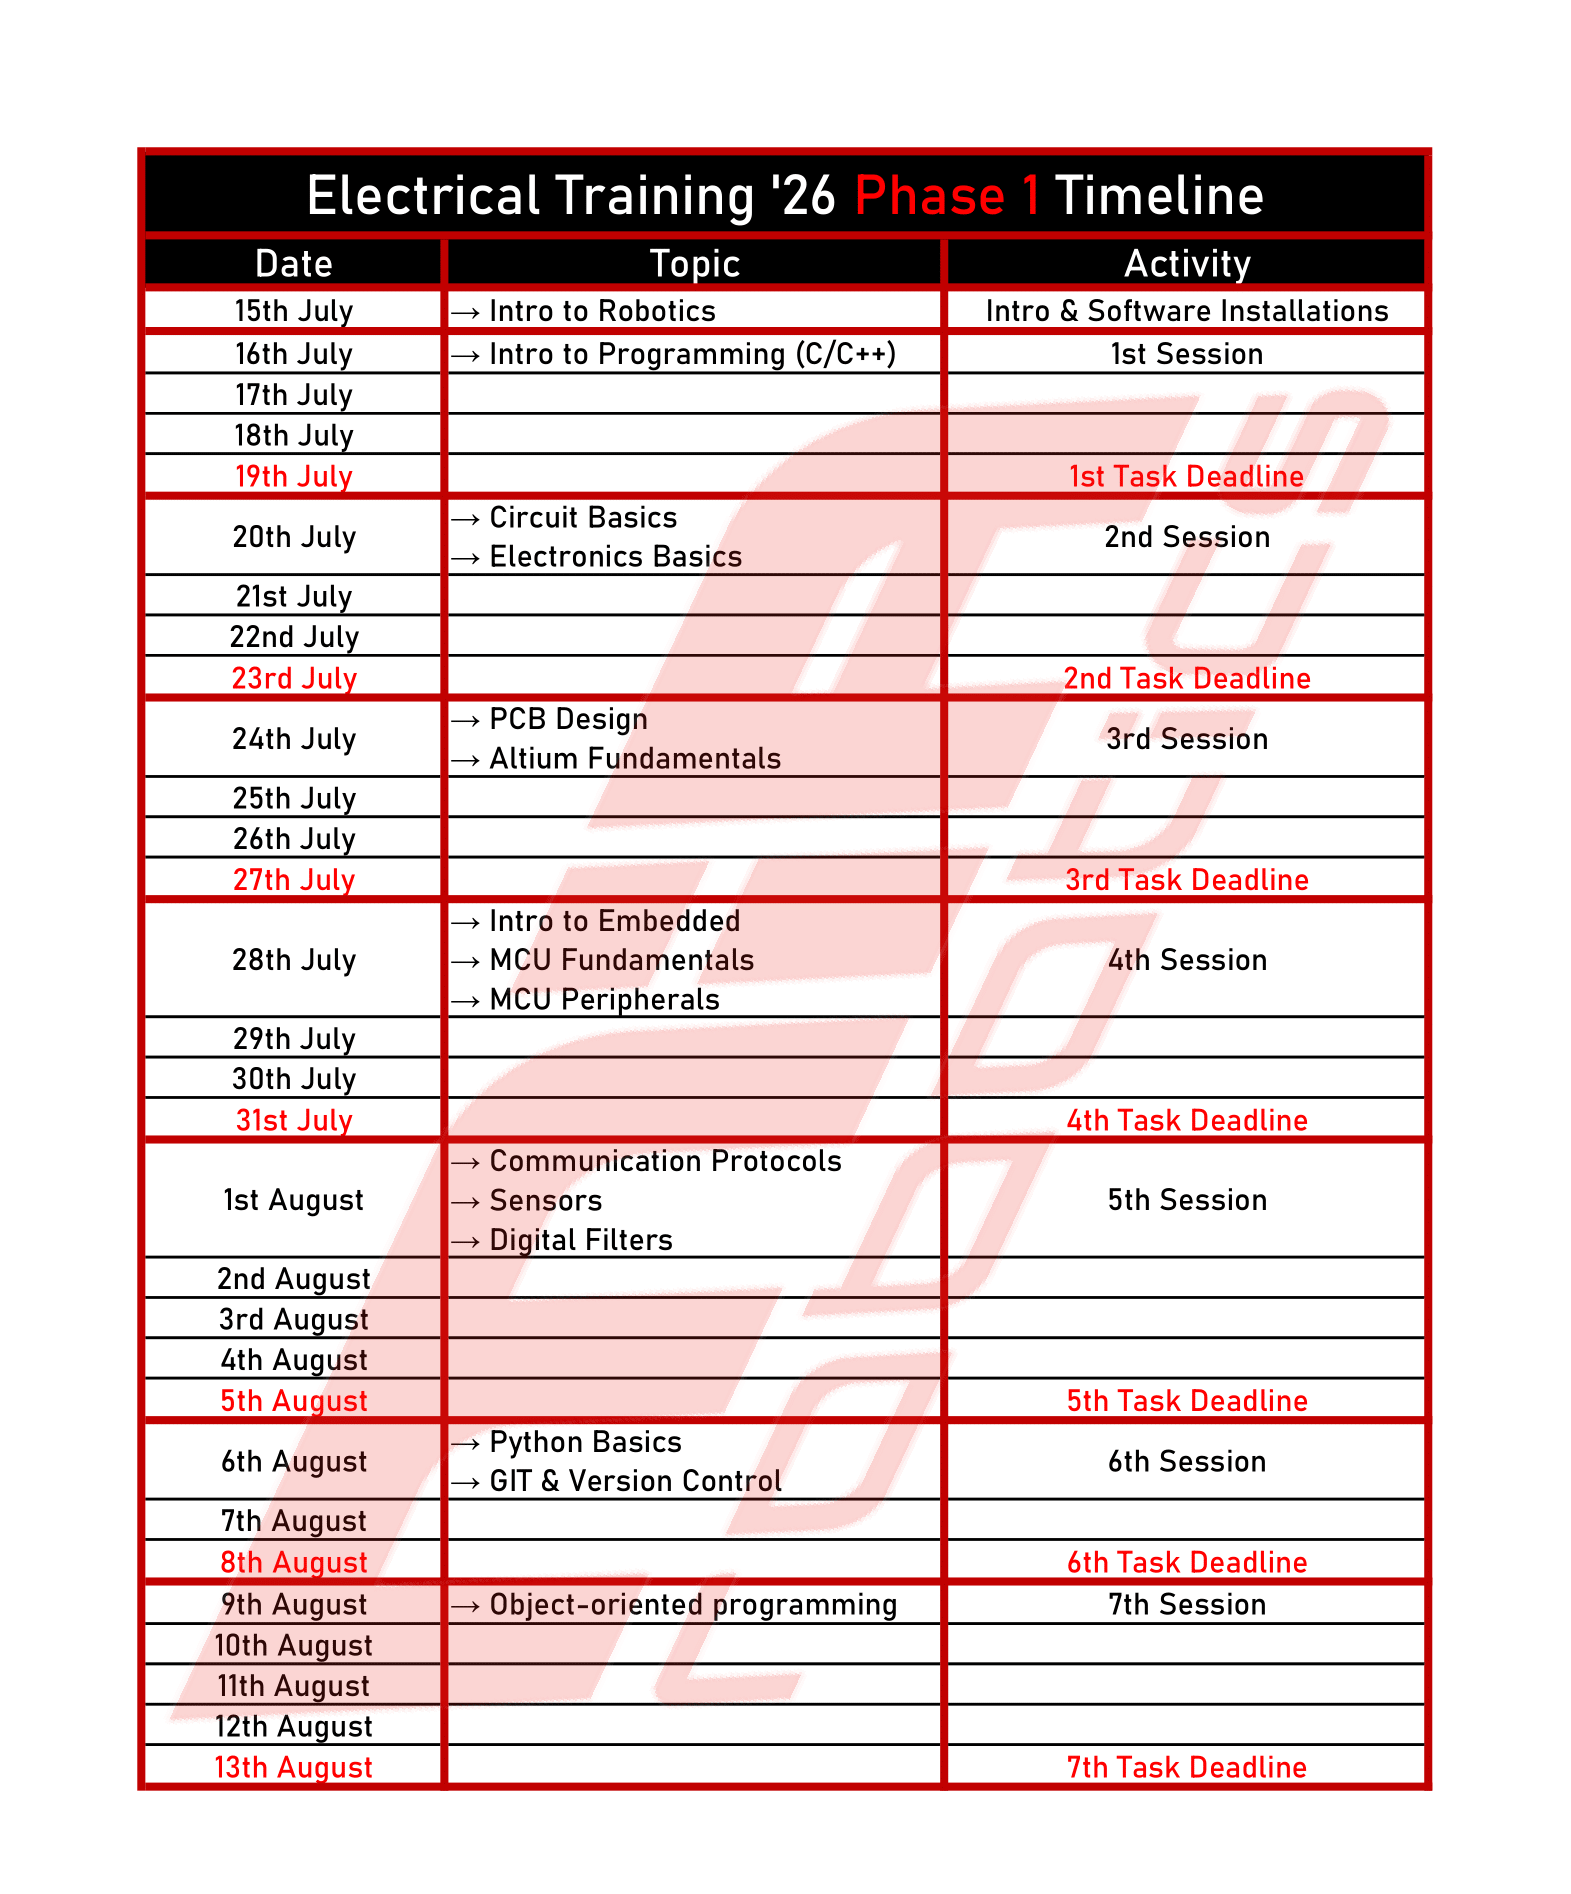 Electrical Training '26 Phase 1 Timeline
Date Topic Activity
15th July → Intro to Robotics Intro & Software Installations
16th July → Intro to Programming (C/C++) 1st Session
17th July
18th July
19th July 1st Task Deadline
→ Circuit Basics
20th July 2nd Session
→ Electronics Basics
21st July
22nd July
23rd July 2nd Task Deadline
→ PCB Design
24th July 3rd Session
→ Altium Fundamentals
25th July
26th July
27th July 3rd Task Deadline
→ Intro to Embedded
28th July → MCU Fundamentals 4th Session
→ MCU Peripherals
29th July
30th July
31st July 4th Task Deadline
→ Communication Protocols
1st August → Sensors 5th Session
→ Digital Filters
2nd August
3rd August
4th August
5th August 5th Task Deadline
→ Python Basics
6th August 6th Session
→ GIT & Version Control
7th August
8th August 6th Task Deadline
9th August → Object-oriented programming 7th Session
10th August
11th August
12th August
13th August 7th Task Deadline